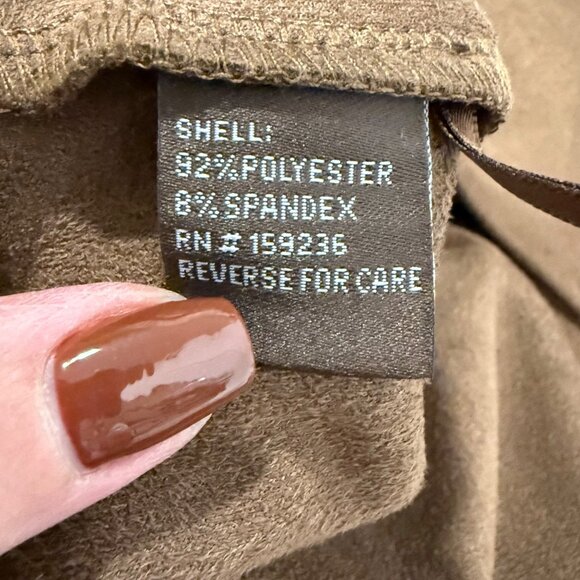 SHELL:
92%POLYESTER
8%SPANDEX
RN# 159236
REVERSE FOR CARE